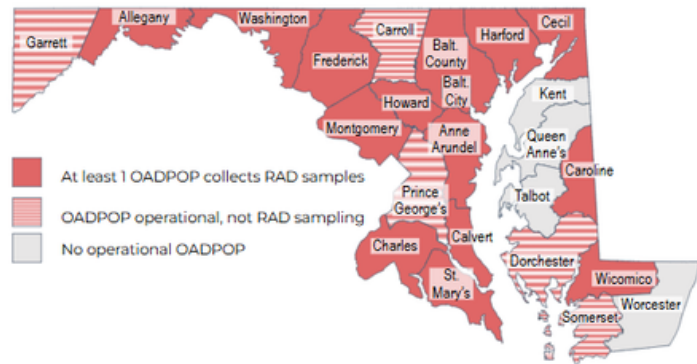 Garrett
Allegany
Washington
Frederick
Carroll
Balt.
County
Balt.
City
Harford
Cecil
Kent
Queen
Anne's
Howard
Montgomery
Anne
Arundel
Caroline
Talbot
Prince
George's
Calvert
Charles
St.
Mary's
Dorchester
Wicomico
Worcester
Somerset
At least 1 OADPOP collects RAD samples
OADPOP operational, not RAD sampling
No operational OADPOP